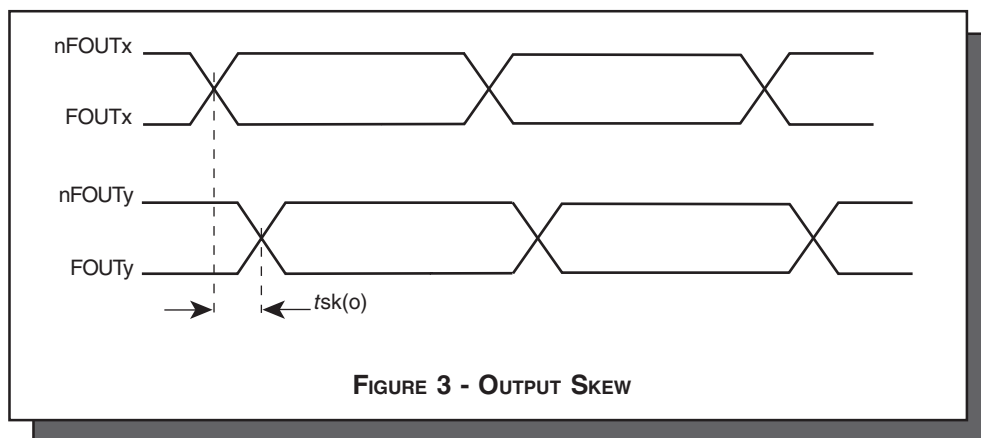 nFOUTx
FOUTx
nFOUTy
FOUTy
tsk(o)
FIGURE 3 - OUTPUT SKEW